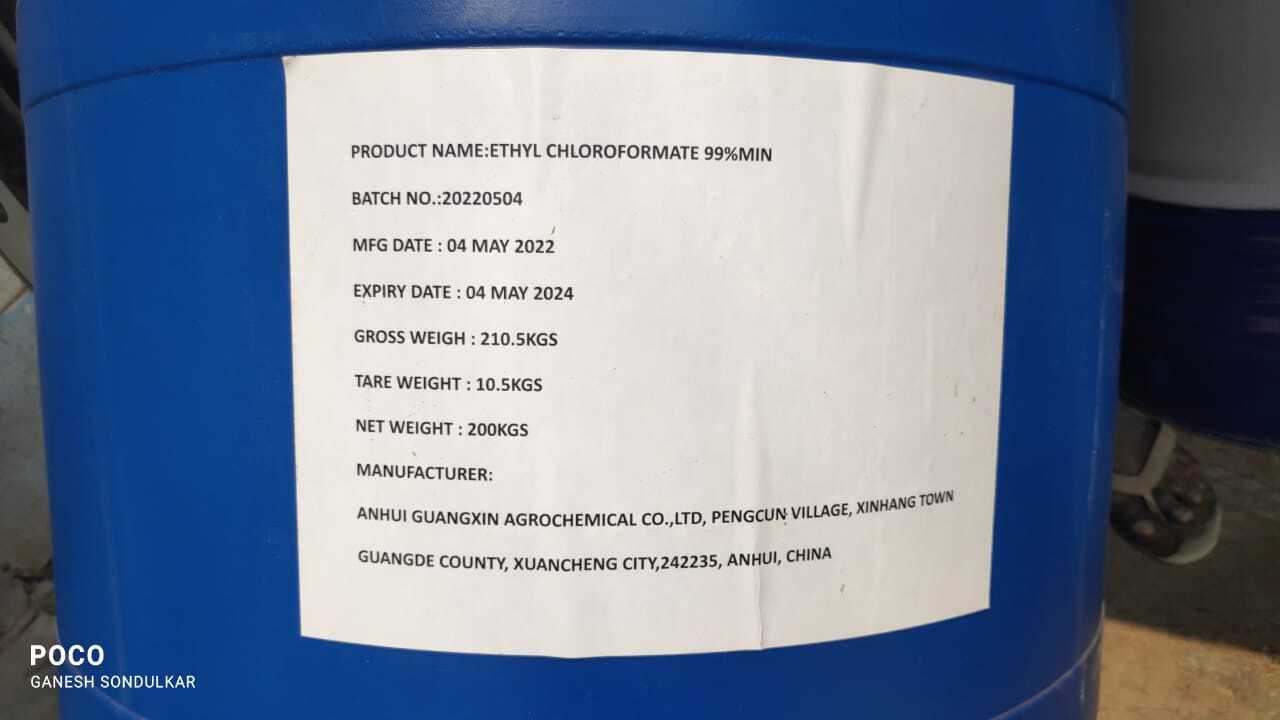 PRODUCT NAME:ETHYL CHLOROFORMATE 99%MIN
BATCH NO.:20220504
MFG DATE : 04 MAY 2022
EXPIRY DATE : 04 MAY 2024
GROSS WEIGH : 210.5KGS
TARE WEIGHT : 10.5KGS
NET WEIGHT : 200KGS
MANUFACTURER:
ANHUI GUANGXIN AGROCHEMICAL CO.,LTD, PENGCUN VILLAGE, XINHANG TOWN
GUANGDE COUNTY, XUANCHENG CITY,242235, ANHUI, CHINA
POCO
GANESH SONDULKAR